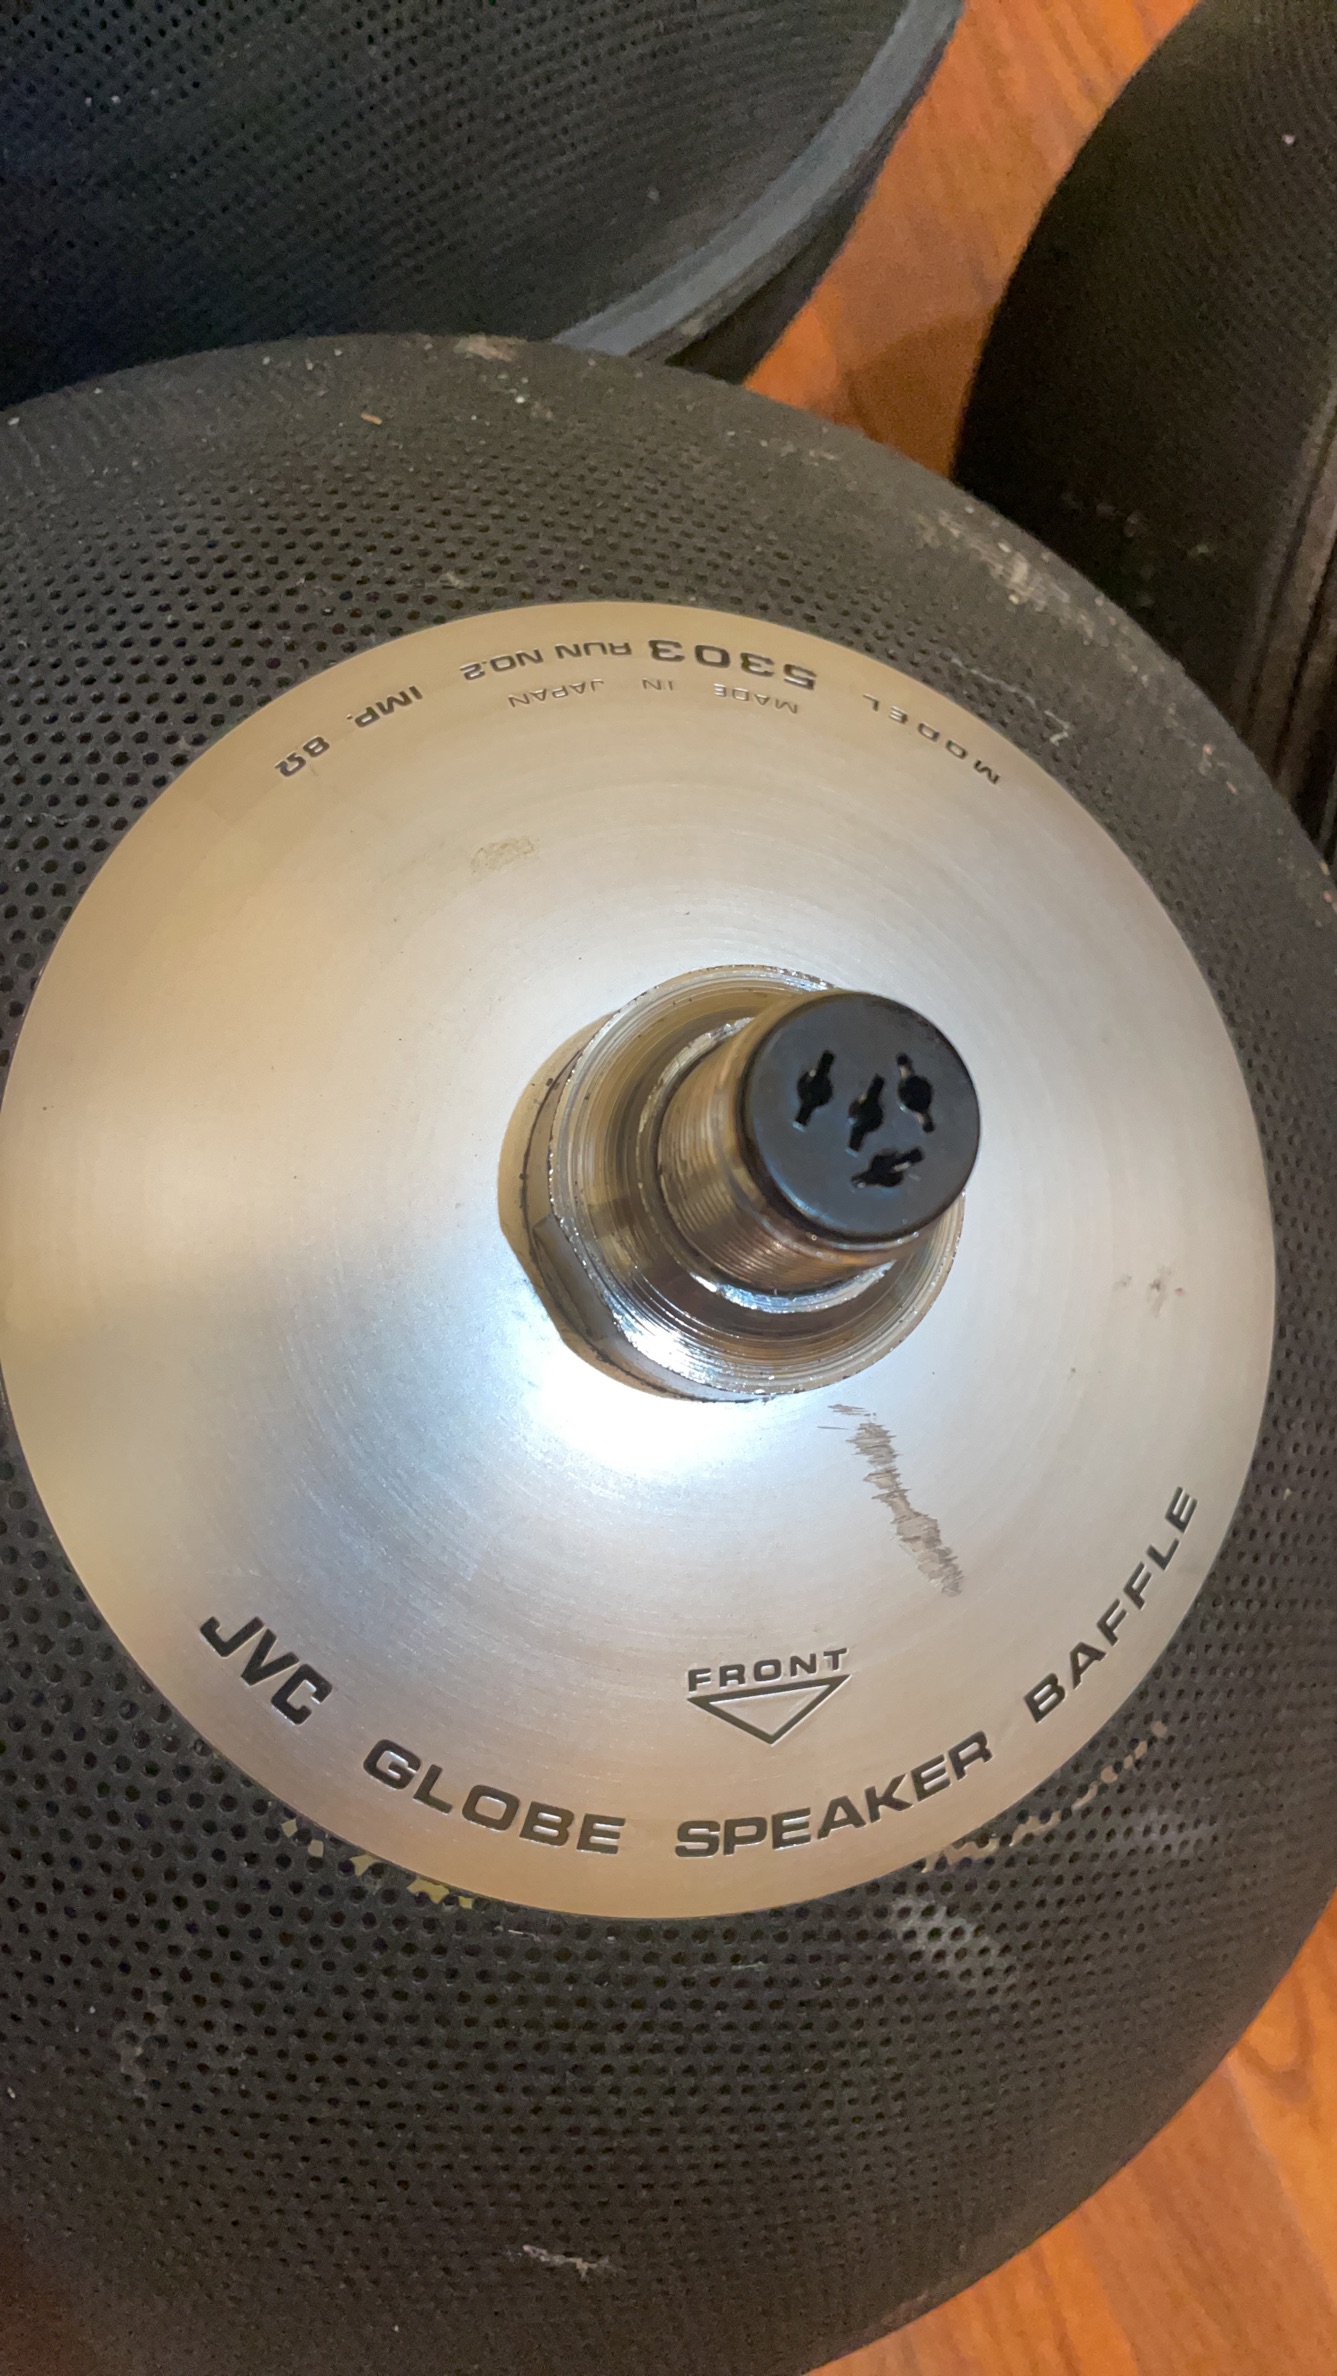 MODEL 5303 RUN NO.2 IMP. 8Ω
MADE IN JAPAN
FRONT
JVC GLOBE SPEAKER BAFFLE